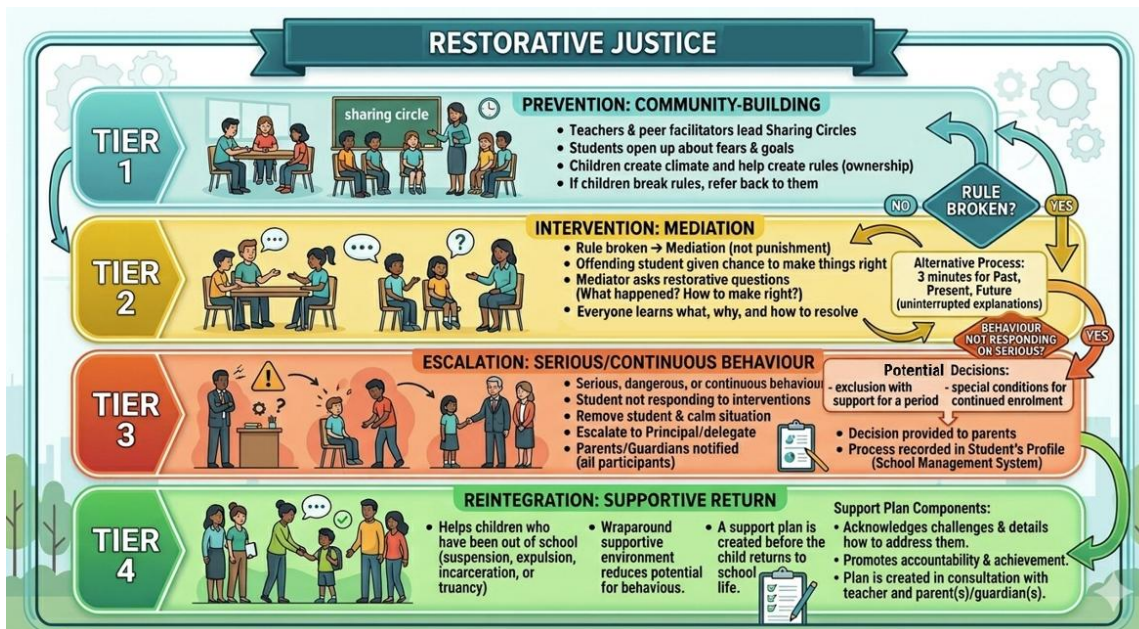 RESTORATIVE JUSTICE
TIER
1
sharing circle
PREVENTION: COMMUNITY-BUILDING
• Teachers & peer facilitators lead Sharing Circles
• Students open up about fears & goals
• Children create climate and help create rules (ownership)
• If children break rules, refer back to them
RULE
BROKEN?
NO
YES
TIER
2
...
...
?
INTERVENTION: MEDIATION
• Rule broken → Mediation (not punishment)
• Offending student given chance to make things right
• Mediator asks restorative questions
(What happened? How to make right?)
• Everyone learns what, why, and how to resolve
Alternative Process:
3 minutes for Past,
Present, Future
(uninterrupted explanations)
BEHAVIOUR
NOT RESPONDING
ON SERIOUS?
YES
TIER
3
!
?
ESCALATION: SERIOUS/CONTINUOUS BEHAVIOUR
• Serious, dangerous, or continuous behaviour
• Student not responding to interventions
• Remove student & calm situation
• Escalate to Principal/delegate
• Parents/Guardians notified
(all participants)
Potential Decisions:
- exclusion with
support for a period
- special conditions for
continued enrolment
• Decision provided to parents
• Process recorded in Student's Profile
(School Management System)
TIER
4
...
REINTEGRATION: SUPPORTIVE RETURN
• Helps children who
have been out of school
(suspension, expulsion,
incarceration, or
truancy)
• Wraparound
supportive
environment
reduces potential
for behavious.
• A support plan is
created before the
child returns to
school
life.
Support Plan Components:
• Acknowledges challenges & details
how to address them.
• Promotes accountability & achievement.
• Plan is created in consultation with
teacher and parent(s)/guardian(s).